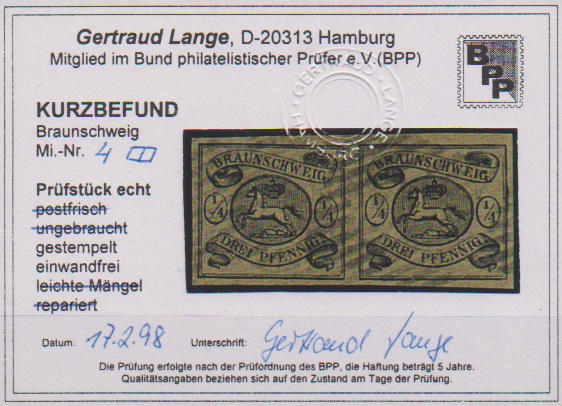 Gertraud Lange, D-20313 Hamburg
Mitglied im Bund philatelistischer Prüfer e.V.(BPP)
BPP
GERTRAUD LANGE
HAMBURG
KURZBEFUND
Braunschweig
Mi.-Nr. 4
Prüfstück echt
postfrisch
ungebraucht
gestempelt
einwandfrei
leichte Mängel
repariert
BRAUNSCHWEIG
1/4 1/4
DREI PFENNIG
BRAUNSCHWEIG
1/4 1/4
DREI PFENNIG
Datum: 17.2.98 Unterschrift: Gertraud Lange
Die Prüfung erfolgte nach der Prüfordnung des BPP, die Haftung beträgt 5 Jahre.
Qualitätsangaben beziehen sich auf den Zustand am Tage der Prüfung.